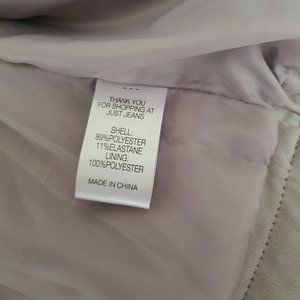 THANK YOU
FOR SHOPPING AT
JUST JEANS
SHELL:
89%POLYESTER
11%ELASTANE
LINING:
100%POLYESTER
MADE IN CHINA